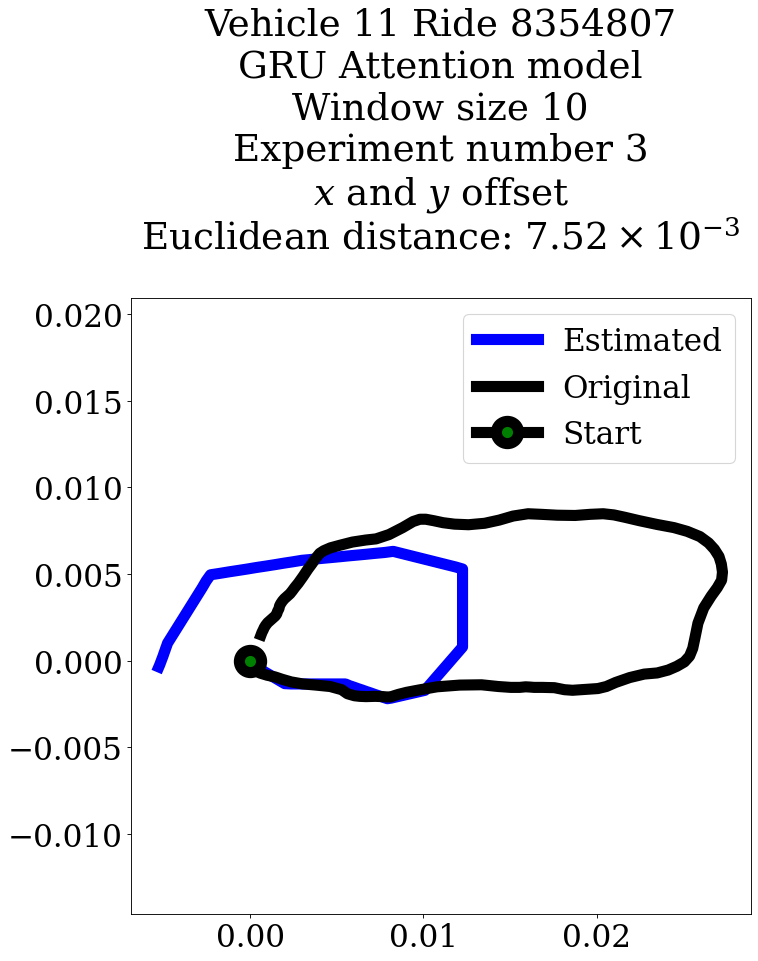 Vehicle 11 Ride 8354807
GRU Attention model
Window size 10
Experiment number 3
x and y offset
Euclidean distance: 7.52 × 10⁻³
0.020
0.015
0.010
0.005
0.000
−0.005
−0.010
Estimated
Original
Start
0.00
0.01
0.02